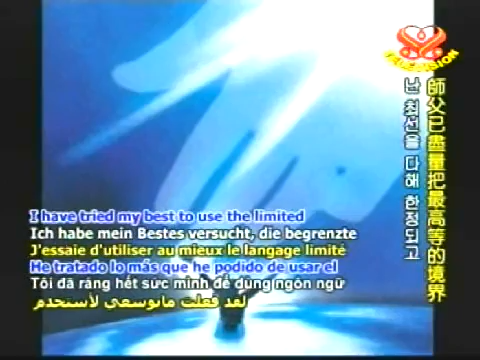 TELEVISION
師父已盡量把最高等的境界
난 최선을 다해 한정되고
I have tried my best to use the limited
Ich habe mein Bestes versucht, die begrenzte
J'essaie d'utiliser au mieux le langage limité
He tratado lo más que he podido de usar el
Tôi đã ráng hết sức mình để dùng ngôn ngữ
لقد فعلت مابوسعي لأستخدم